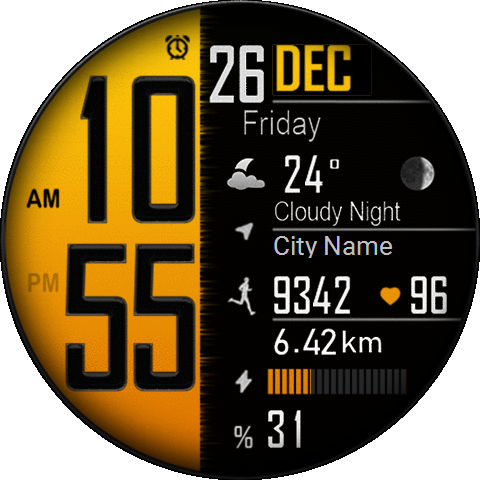 10
AM
PM
55
26 DEC
Friday
24°
Cloudy Night
City Name
9342 96
6.42km
% 31